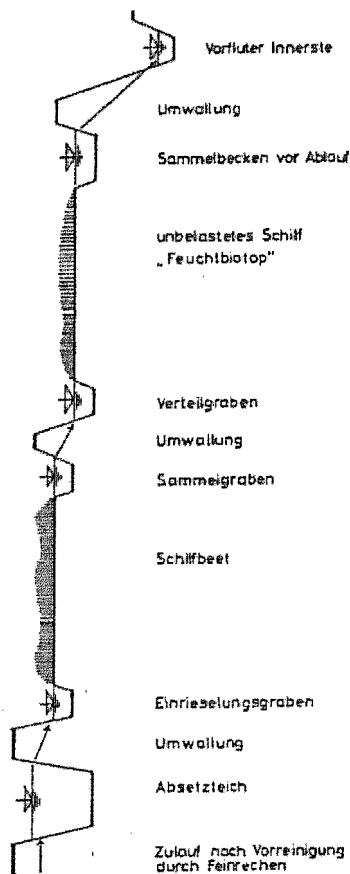 Vorfluter Innerste
Umwallung
Sammelbecken vor Ablauf
unbelastetes Schilf
„Feuchtbiotop"
Verteilgraben
Umwallung
Sammelgraben
Schilfbeet
Einrieselungsgraben
Umwallung
Absetzteich
Zulauf nach Vorreinigung
durch Feinrechen